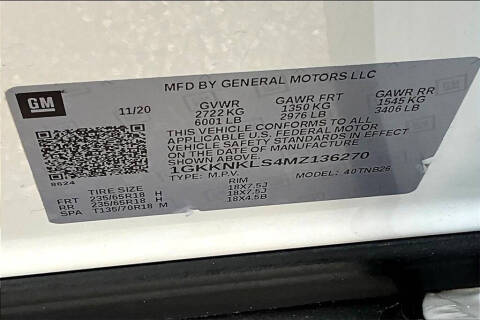 MFD BY GENERAL MOTORS LLC
GM
11/20 GVWR GAWR FRT GAWR RR
2722 KG 1350 KG 1545 KG
6001 LB 2976 LB 3406 LB
THIS VEHICLE CONFORMS TO ALL
APPLICABLE U.S. FEDERAL MOTOR
VEHICLE SAFETY STANDARDS IN EFFECT
ON THE DATE OF MANUFACTURE
SHOWN ABOVE.
1GKKNKLS4MZ136270
8624 TYPE: M.P.V. MODEL: 40TNB26
TIRE SIZE RIM
FRT 235/65R18 H 18X7.5J
RR 235/65R18 H 18X7.5J
SPA T135/70R18 M 18X4.5B